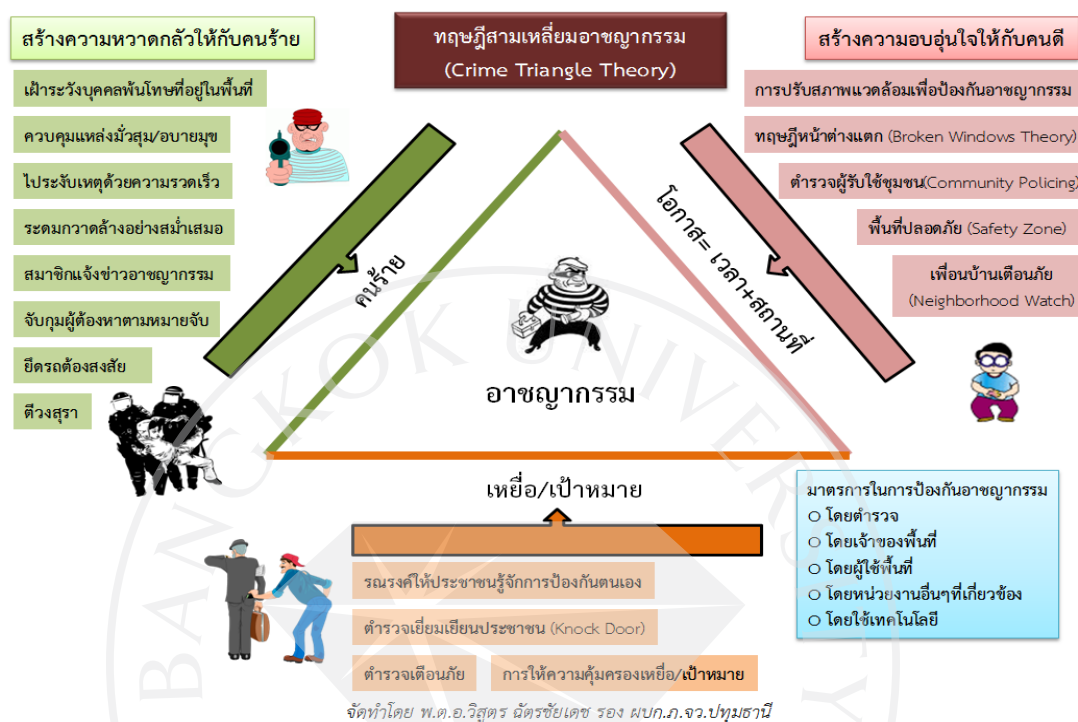 สร้างความหวาดกลัวให้กับคนร้าย
ทฤษฎีสามเหลี่ยมอาชญากรรม
(Crime Triangle Theory)
สร้างความอบอุ่นใจให้กับคนดี
เฝ้าระวังบุคคลพ้นโทษที่อยู่ในพื้นที่
ควบคุมแหล่งมั่วสุม/อบายมุข
ไประงับเหตุด้วยความรวดเร็ว
ระดมกวาดล้างอย่างสม่ำเสมอ
สมาชิกแจ้งข่าวอาชญากรรม
จับกุมผู้ต้องหาตามหมายจับ
ยึดรถต้องสงสัย
ตีวงสุรา
การปรับสภาพแวดล้อมเพื่อป้องกันอาชญากรรม
ทฤษฎีหน้าต่างแตก (Broken Windows Theory)
ตำรวจผู้รับใช้ชุมชน(Community Policing)
พื้นที่ปลอดภัย (Safety Zone)
เพื่อนบ้านเตือนภัย
(Neighborhood Watch)
คนร้าย
โอกาส= เวลา+สถานที่
อาชญากรรม
เหยื่อ/เป้าหมาย
รณรงค์ให้ประชาชนรู้จักการป้องกันตนเอง
ตำรวจเยี่ยมเยียนประชาชน (Knock Door)
ตำรวจเตือนภัย
การให้ความคุ้มครองเหยื่อ/เป้าหมาย
มาตรการในการป้องกันอาชญากรรม
โดยตำรวจ
โดยเจ้าของพื้นที่
โดยผู้ใช้พื้นที่
โดยหน่วยงานอื่นๆที่เกี่ยวข้อง
โดยใช้เทคโนโลยี
จัดทำโดย พ.ต.อ.วิสูตร ฉัตรชัยเดช รอง ผบก.ภ.จว.ปทุมธานี
BANGKOK UNIVERSITY